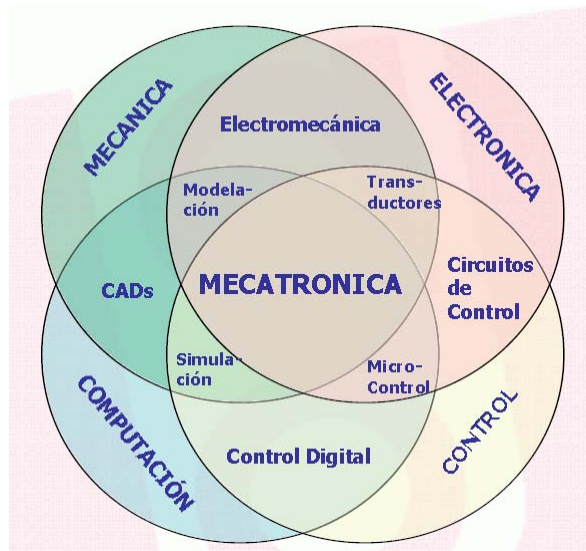 MECANICA
ELECTRONICA
Electromecánica
Modela-
ción
Trans-
ductores
CADs
MECATRONICA
Circuitos
de
Control
Simula-
ción
Micro-
Control
COMPUTACIÓN
Control Digital
CONTROL